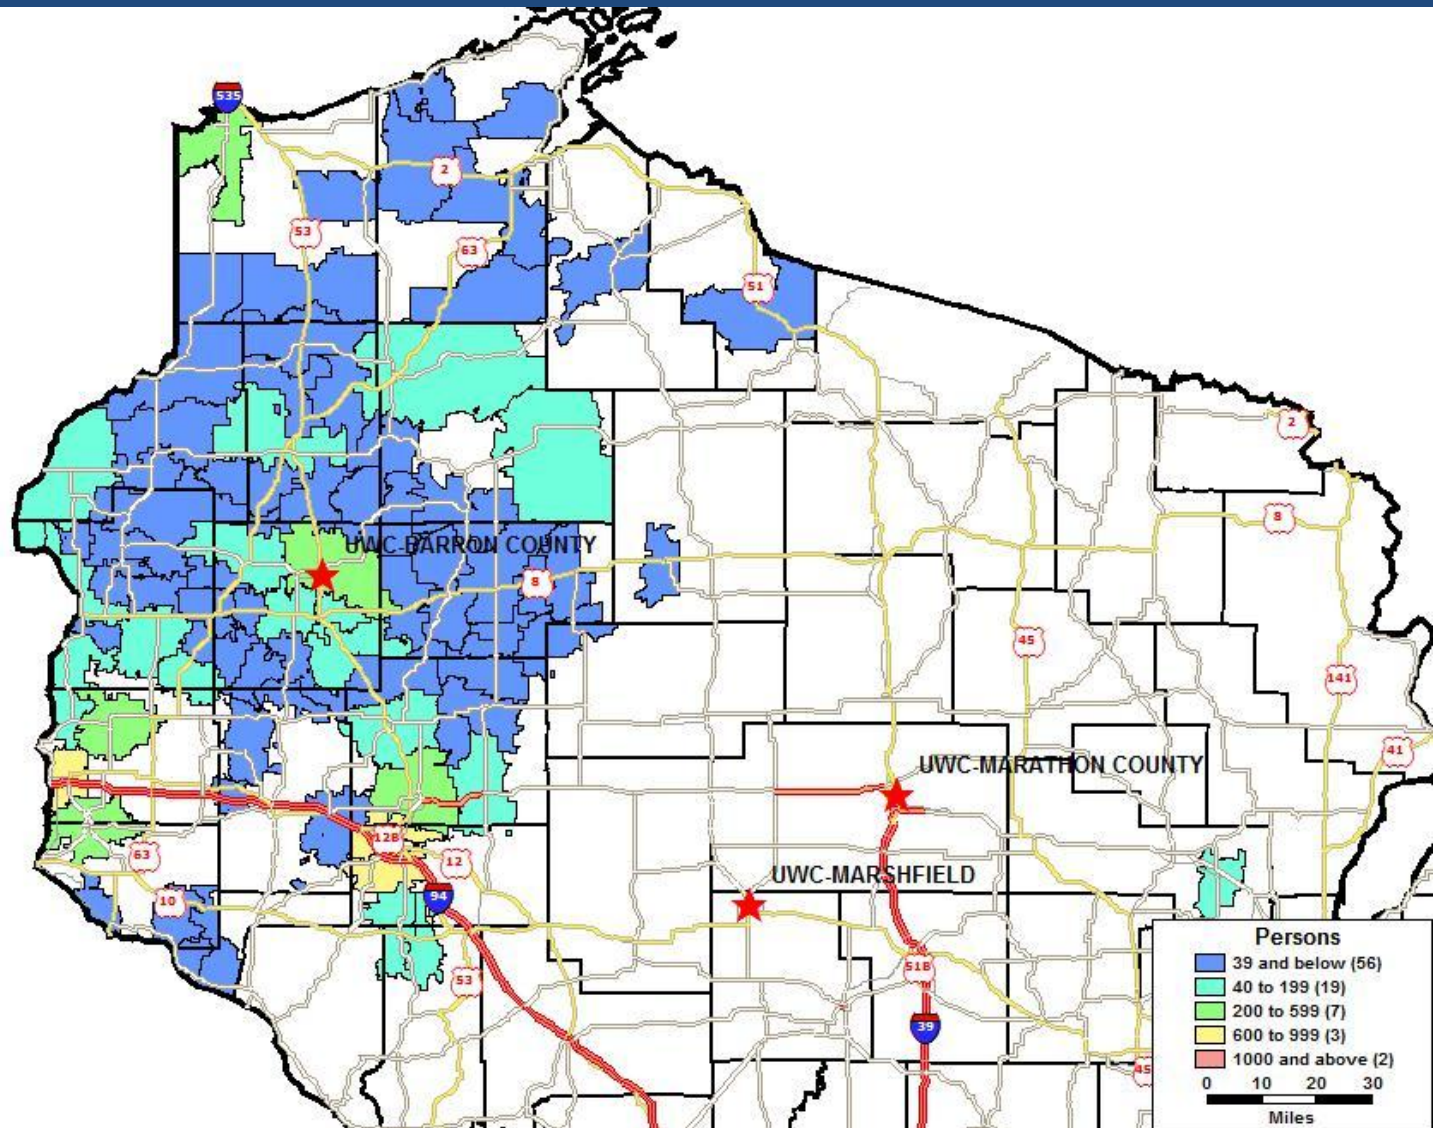 535
2
53
63
51
2
8
UWC-BARRON COUNTY
8
45
141
41
UWC-MARATHON COUNTY
12B
63
12
UWC-MARSHFIELD
94
10
53
51B
39
45
Persons
39 and below (56)
40 to 199 (19)
200 to 599 (7)
600 to 999 (3)
1000 and above (2)
0 10 20 30
Miles